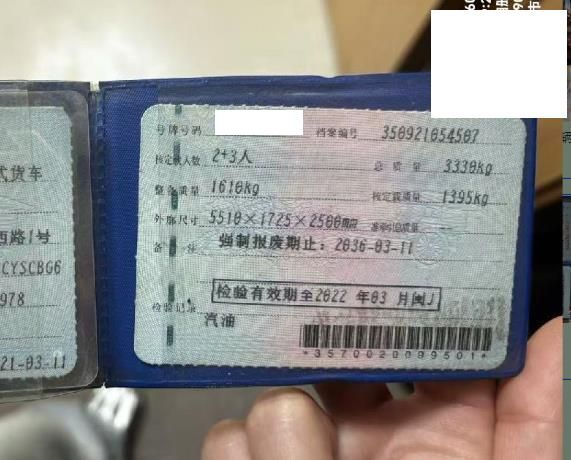 式货车
西路1号
CYSCBG6
978
21-03-11
号牌号码
档案编号 350921054507
核定载人数 2+3人
总质量 3330kg
整备质量 1610kg
核定载质量 1395kg
外廓尺寸 5510×1725×2500mm
准牵引总质量 --
备注 强制报废期止：2036-03-11
检验有效期至2022年03月闽J
检验记录
汽油
*3570020099501*